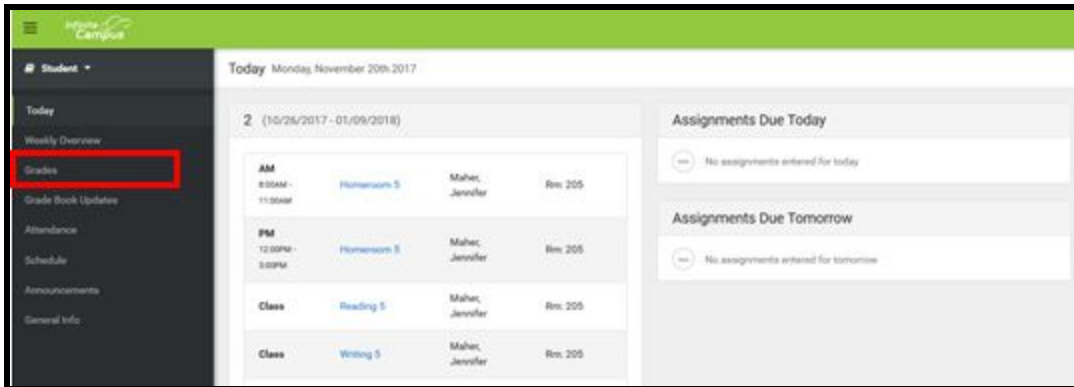 Infinite
Campus
Student
Today Monday, November 20th 2017
Today
Weekly Overview
Grades
Grade Book Updates
Attendance
Schedule
Announcements
General Info
2 (10/26/2017 - 01/09/2018)
AM
8:00AM -
11:00AM
Homeroom 5
Maher,
Jennifer
Rm: 205
PM
12:00PM -
3:00PM
Homeroom 5
Maher,
Jennifer
Rm: 205
Class
Reading 5
Maher,
Jennifer
Rm: 205
Class
Writing 5
Maher,
Jennifer
Rm: 205
Assignments Due Today
No assignments entered for today
Assignments Due Tomorrow
No assignments entered for tomorrow